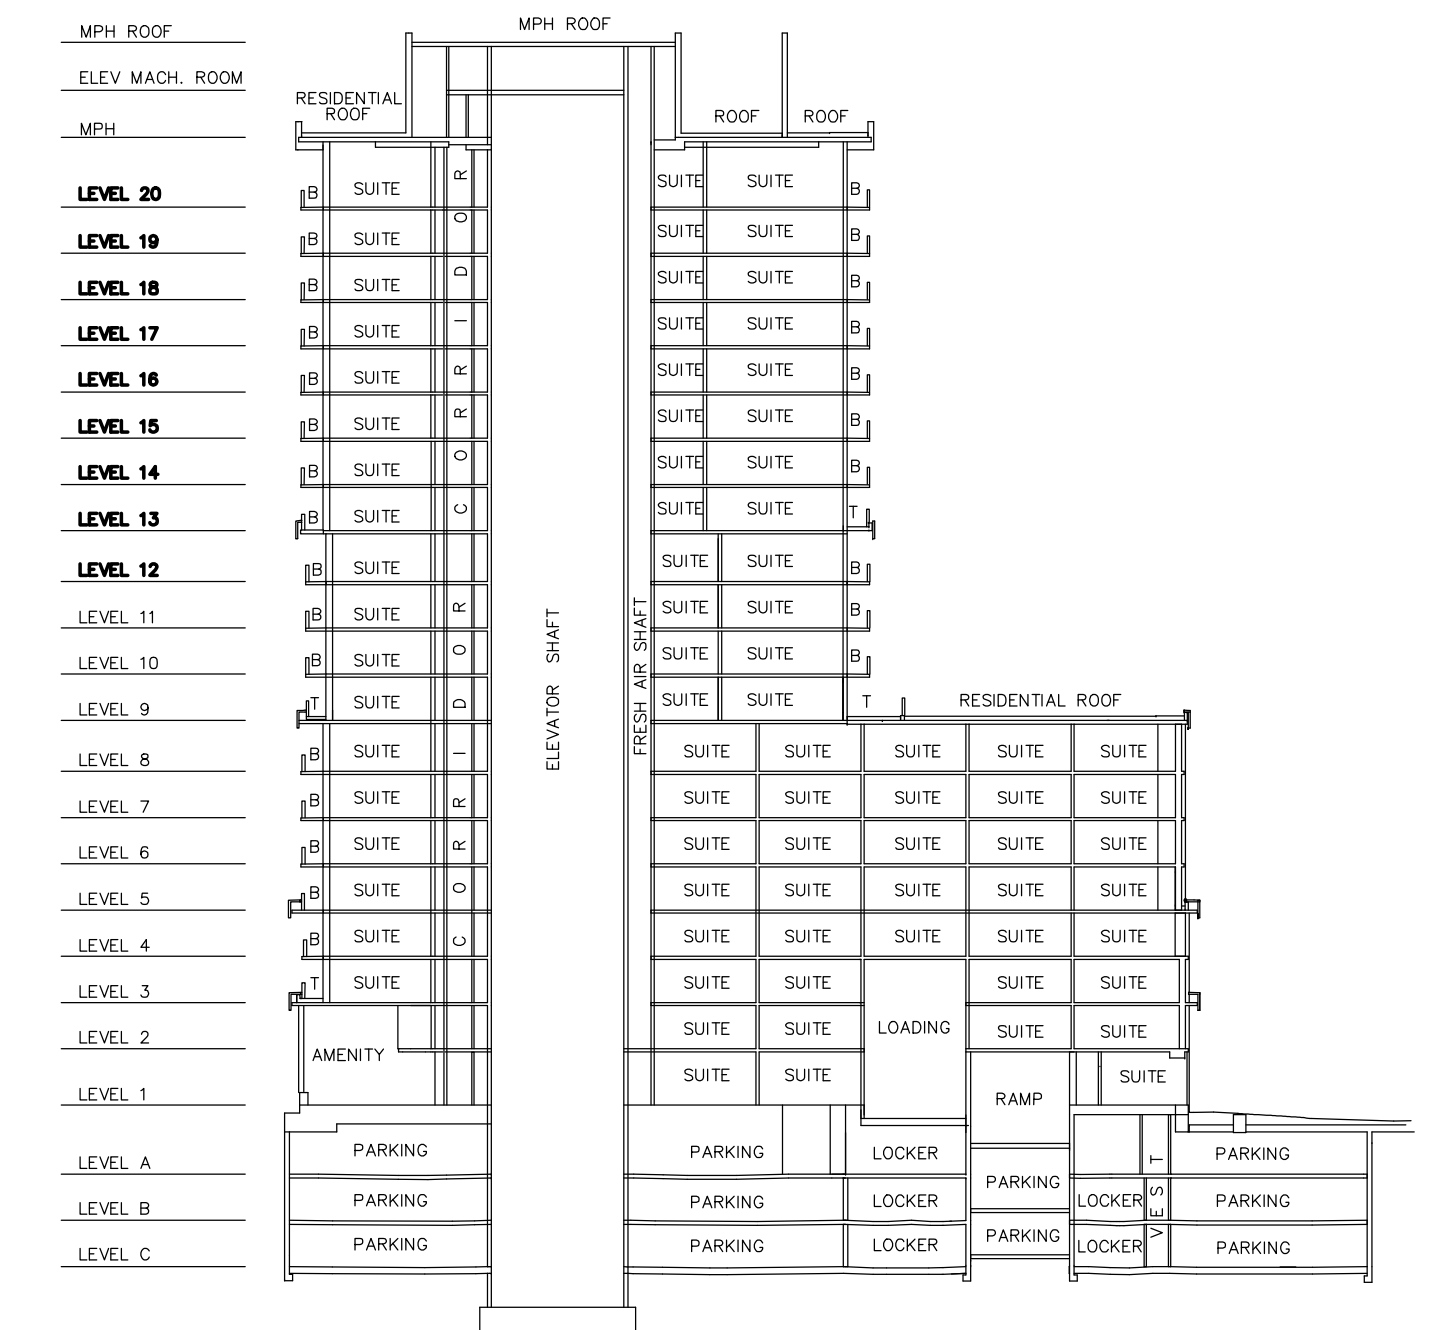 MPH ROOF
MPH ROOF
ELEV MACH. ROOM
RESIDENTIAL
ROOF
ROOF ROOF
MPH
LEVEL 20 B SUITE SUITE SUITE B
LEVEL 19 B SUITE SUITE SUITE B
LEVEL 18 B SUITE SUITE SUITE B
LEVEL 17 B SUITE SUITE SUITE B
LEVEL 16 B SUITE SUITE SUITE B
LEVEL 15 B SUITE SUITE SUITE B
LEVEL 14 B SUITE SUITE SUITE B
LEVEL 13 B SUITE SUITE SUITE T
CORRIDOR
LEVEL 12 B SUITE SUITE SUITE B
LEVEL 11 B SUITE SUITE SUITE B
LEVEL 10 B SUITE SUITE SUITE B
LEVEL 9 T SUITE SUITE SUITE T RESIDENTIAL ROOF
CORRIDOR
ELEVATOR SHAFT
FRESH AIR SHAFT
LEVEL 8 B SUITE SUITE SUITE SUITE SUITE SUITE
LEVEL 7 B SUITE SUITE SUITE SUITE SUITE SUITE
LEVEL 6 B SUITE SUITE SUITE SUITE SUITE SUITE
LEVEL 5 B SUITE SUITE SUITE SUITE SUITE SUITE
LEVEL 4 B SUITE SUITE SUITE SUITE SUITE SUITE
LEVEL 3 T SUITE SUITE SUITE SUITE SUITE
LEVEL 2 SUITE SUITE LOADING SUITE SUITE
AMENITY
LEVEL 1 SUITE SUITE RAMP SUITE
LEVEL A PARKING PARKING LOCKER PARKING PARKING
LEVEL B PARKING PARKING LOCKER LOCKER PARKING
VEST
LEVEL C PARKING PARKING LOCKER PARKING LOCKER PARKING